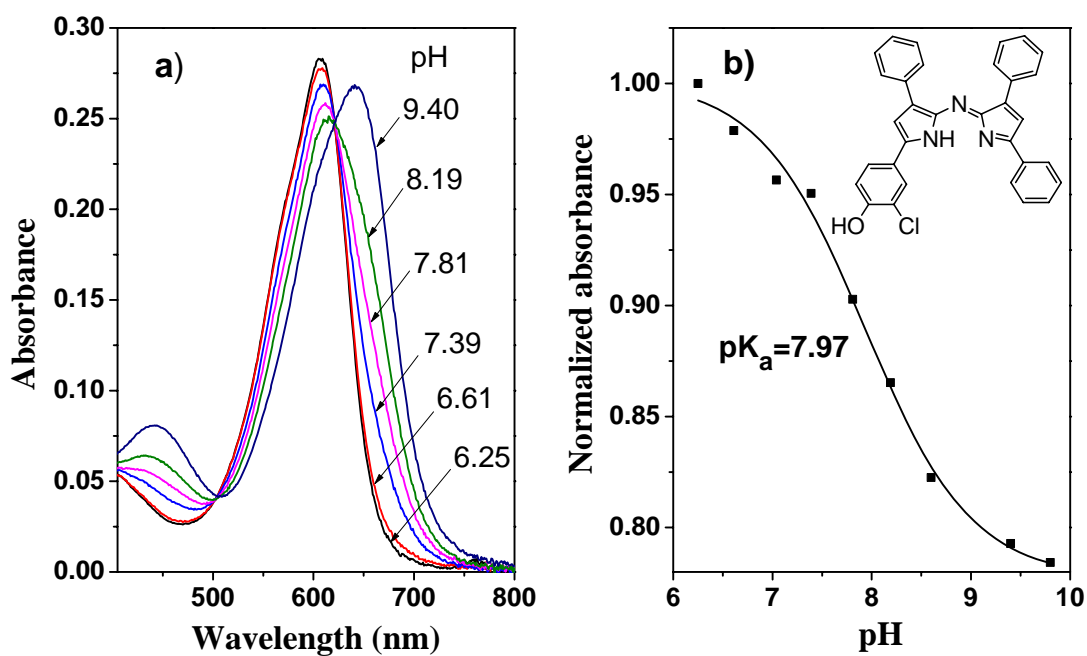 a)
pH
9.40
8.19
7.81
7.39
6.61
6.25
0.30
0.25
0.20
0.15
0.10
0.05
0.00
Absorbance
500 600 700 800
Wavelength (nm)
b)
N
NH
N
HO
Cl
pKa=7.97
1.00
0.95
0.90
0.85
0.80
Normalized absorbance
6 7 8 9 10
pH